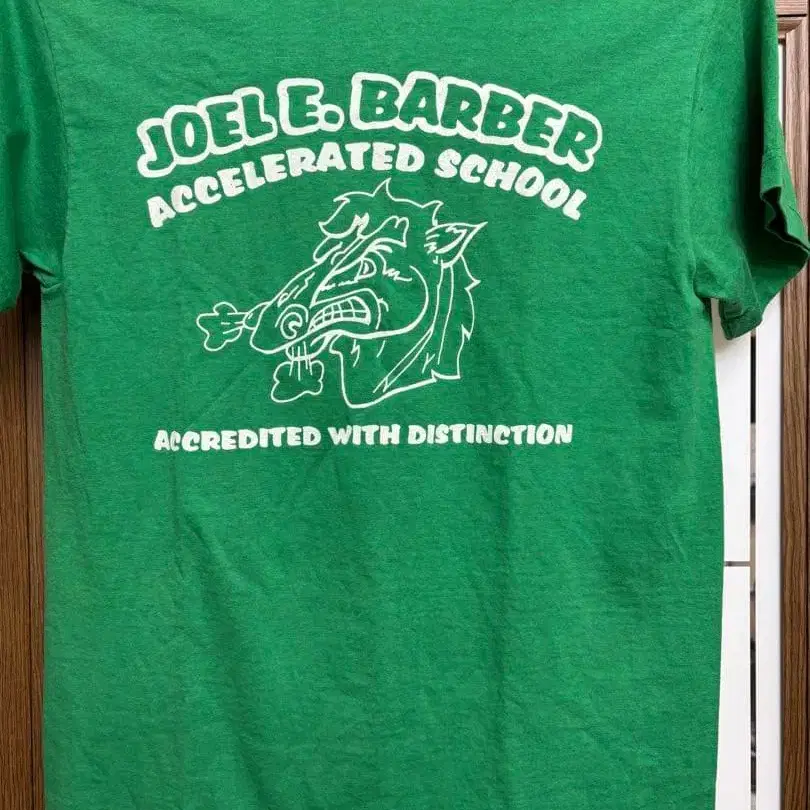 JOEL E. BARBER
ACCELERATED SCHOOL
ACCREDITED WITH DISTINCTION